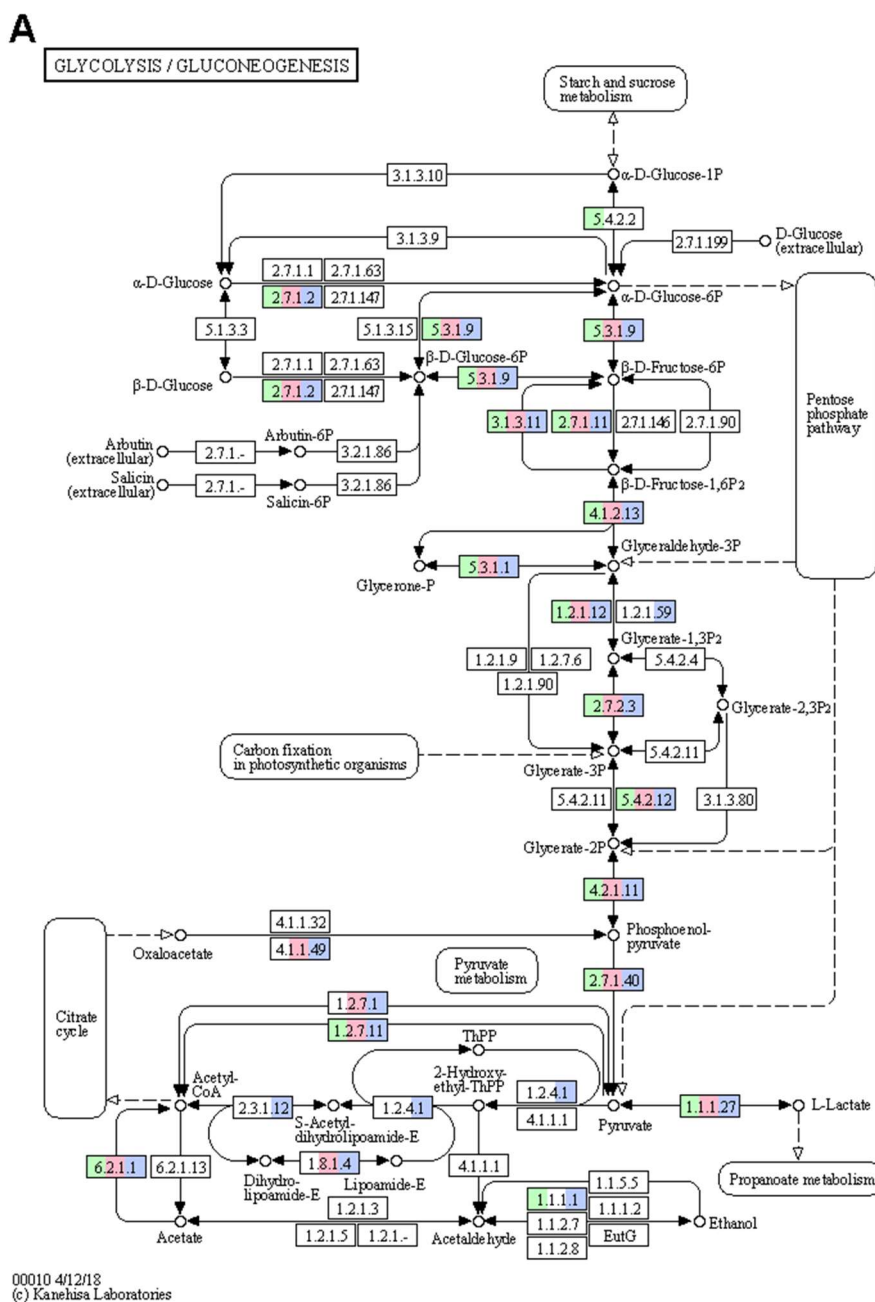 A
GLYCOLYSIS / GLUCONEOGENESIS
Starch and sucrose
metabolism
3.1.3.10
α-D-Glucose-1P
5.4.2.2
3.1.3.9
2.7.1.199
D-Glucose
(extracellular)
2.7.1.1
2.7.1.63
α-D-Glucose
2.7.1.2
2.7.1.147
α-D-Glucose-6P
5.1.3.3
5.1.3.15
5.3.1.9
5.3.1.9
2.7.1.1
2.7.1.63
β-D-Glucose-6P
β-D-Fructose-6P
β-D-Glucose
2.7.1.2
2.7.1.147
5.3.1.9
Pentose
phosphate
pathway
3.1.3.11
2.7.1.11
2.7.1.146
2.7.1.90
Arbutin
(extracellular)
2.7.1.-
Arbutin-6P
3.2.1.86
Salicin
(extracellular)
2.7.1.-
Salicin-6P
3.2.1.86
β-D-Fructose-1,6P2
4.1.2.13
Glyceraldehyde-3P
5.3.1.1
Glycerone-P
1.2.1.12
1.2.1.59
Glycerate-1,3P2
1.2.1.9
1.2.7.6
5.4.2.4
1.2.1.90
2.7.2.3
Glycerate-2,3P2
Carbon fixation
in photosynthetic organisms
Glycerate-3P
5.4.2.11
5.4.2.11
5.4.2.12
3.1.3.80
Glycerate-2P
4.2.1.11
4.1.1.32
Oxaloacetate
4.1.1.49
Phosphoenol-
pyruvate
Pyruvate
metabolism
2.7.1.40
Citrate
cycle
1.2.7.1
1.2.7.11
ThPP
Acetyl-
CoA
2-Hydroxy-
ethyl-ThPP
1.2.4.1
2.3.1.12
1.2.4.1
4.1.1.1
Pyruvate
1.1.1.27
L-Lactate
S-Acetyl-
dihydrolipoamide-E
6.2.1.1
6.2.1.13
1.8.1.4
4.1.1.1
Dihydro-
lipoamide-E
Lipoamide-E
Propanoate metabolism
1.1.5.5
1.1.1.1
1.1.1.2
1.2.1.3
1.1.2.7
EutG
Ethanol
Acetate
1.2.1.5
1.2.1.-
Acetaldehyde
1.1.2.8
00010 4/12/18
(c) Kanehisa Laboratories